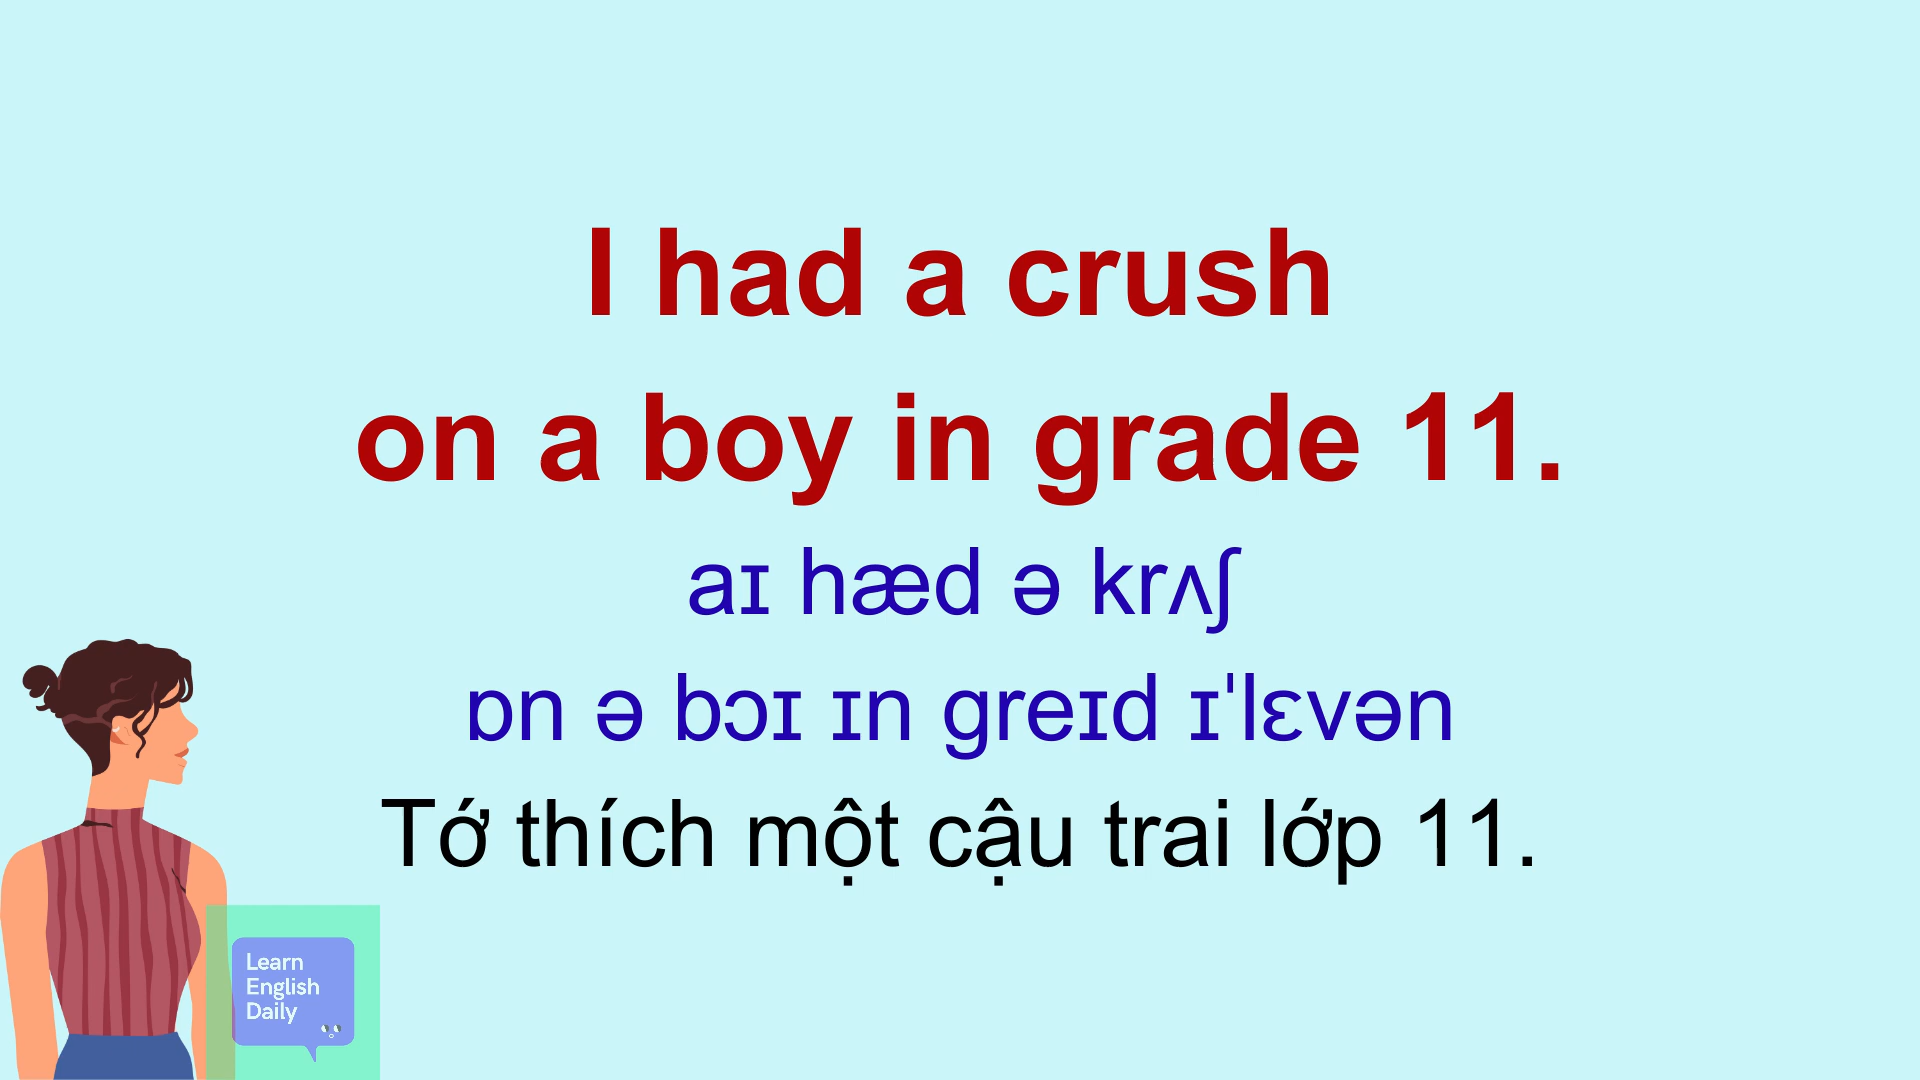 I had a crush
on a boy in grade 11.
aɪ hæd ə krʌʃ
ɒn ə bɔɪ ɪn greɪd ɪˈlɛvən
Tớ thích một cậu trai lớp 11.
Learn
English
Daily